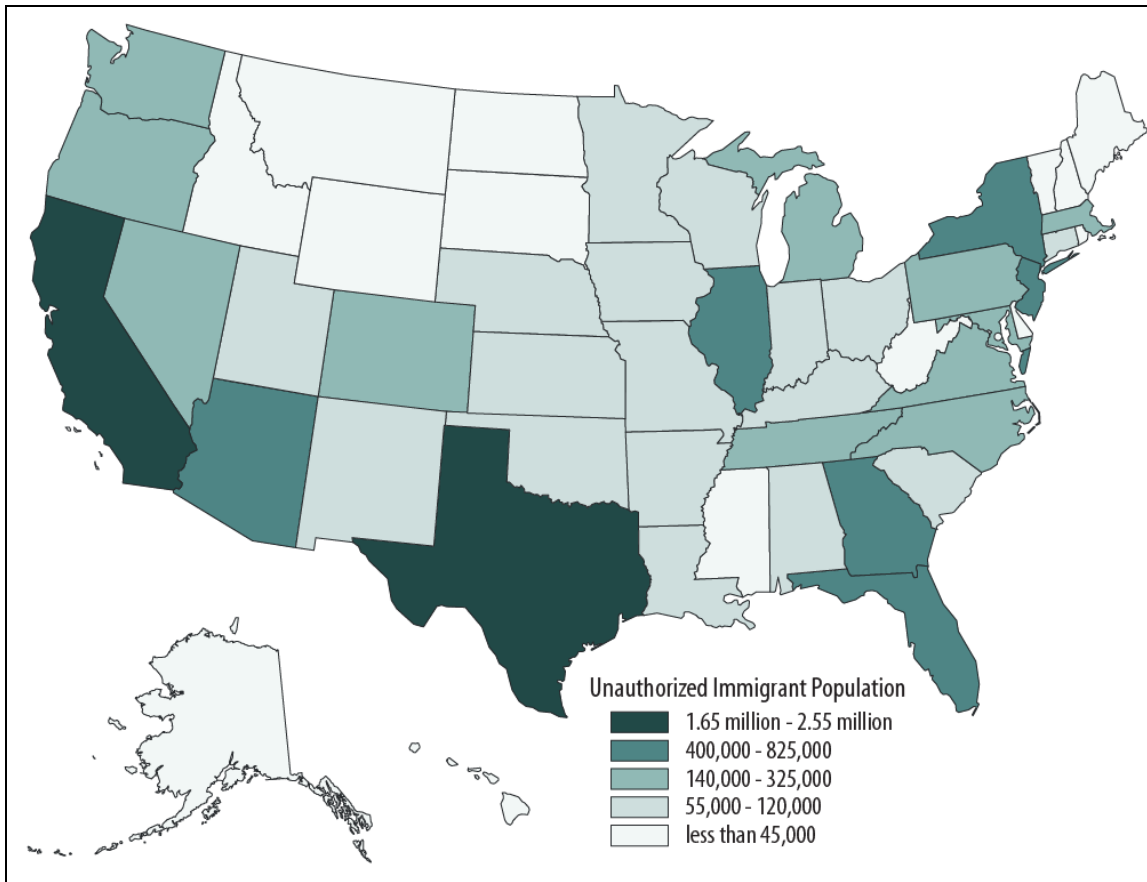 Unauthorized Immigrant Population
1.65 million - 2.55 million
400,000 - 825,000
140,000 - 325,000
55,000 - 120,000
less than 45,000